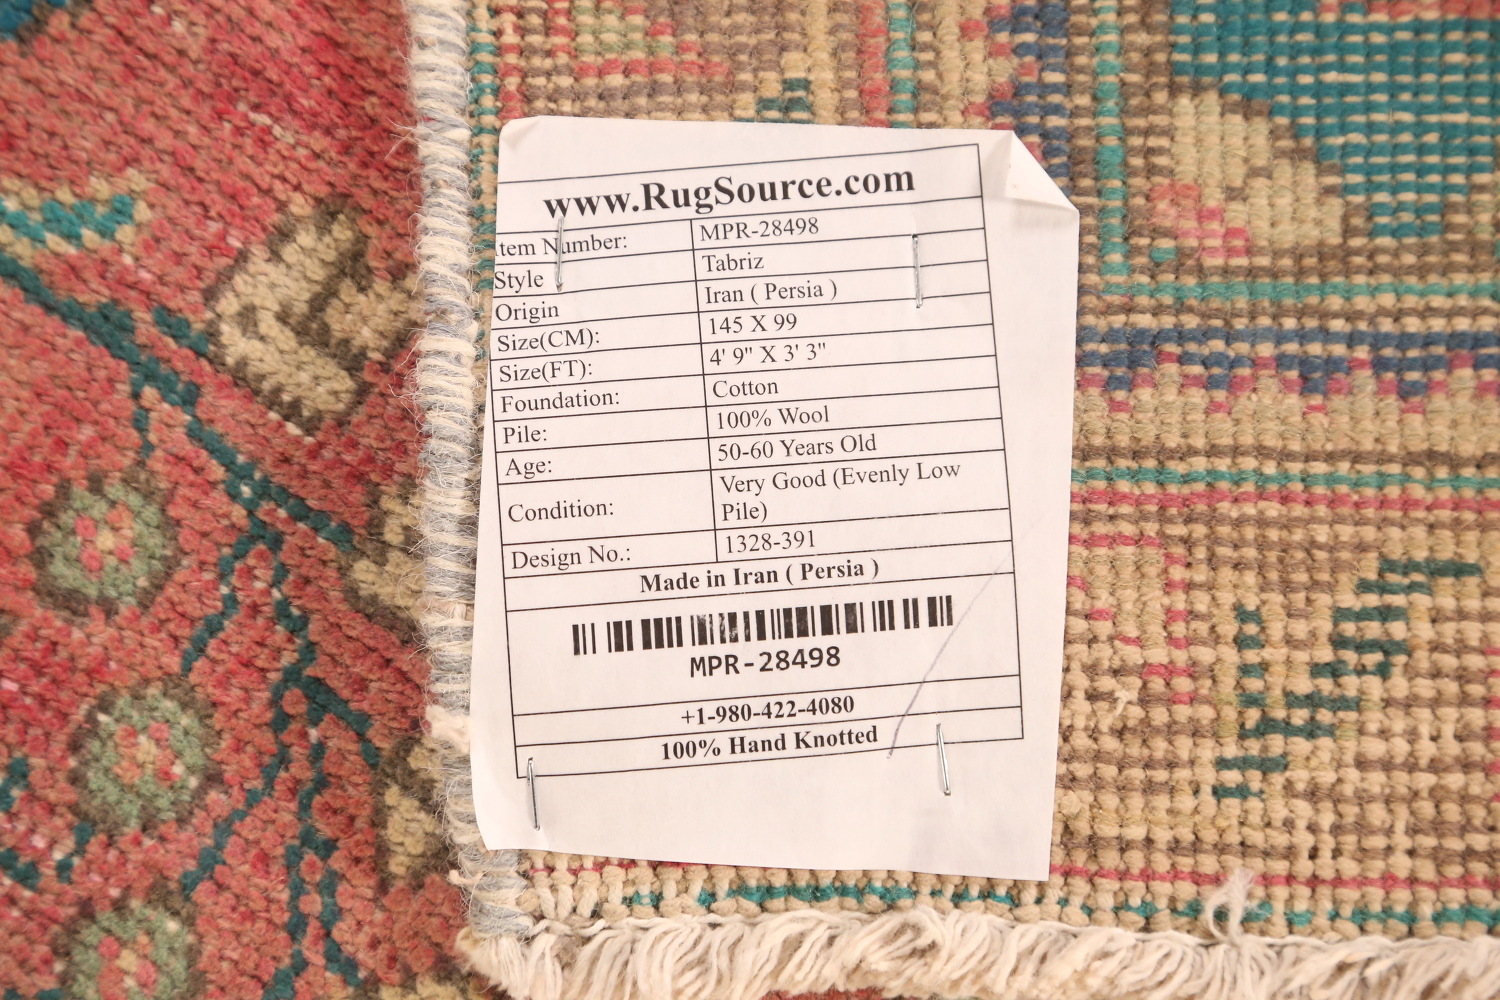 www.RugSource.com
Item Number: MPR-28498
Style Tabriz
Origin Iran ( Persia )
Size(CM): 145 X 99
Size(FT): 4' 9" X 3' 3"
Foundation: Cotton
Pile: 100% Wool
Age: 50-60 Years Old
Condition: Very Good (Evenly Low
Pile)
Design No.: 1328-391
Made in Iran ( Persia )
MPR-28498
+1-980-422-4080
100% Hand Knotted